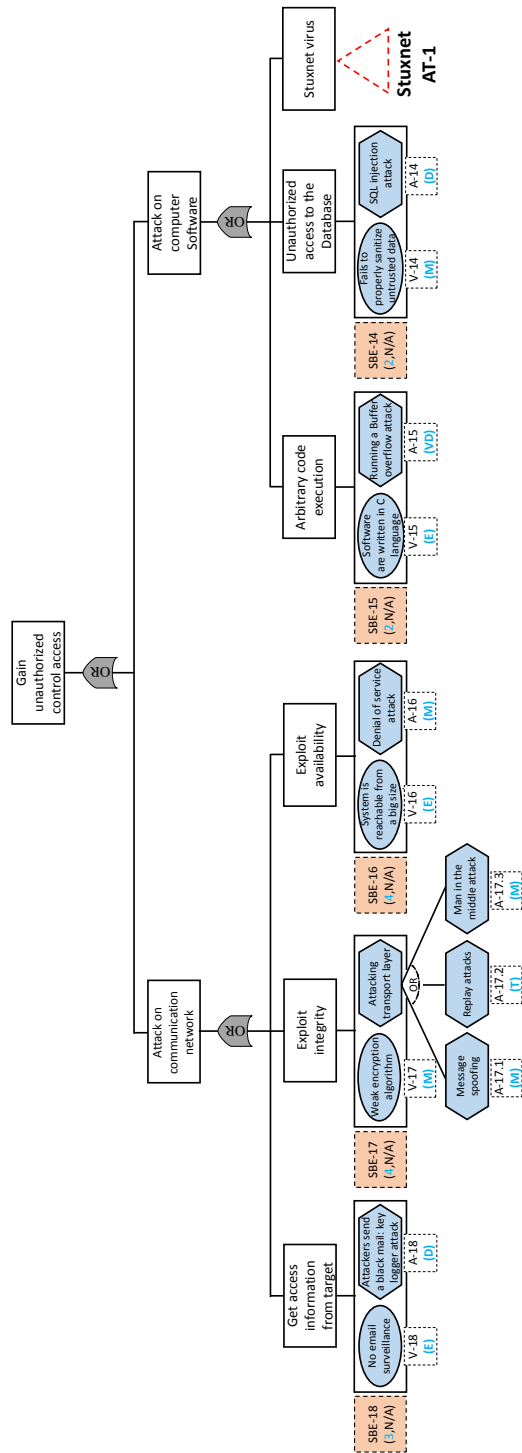 Gain
unauthorized
control access
OR
Attack on
communication
network
OR
Attack on
computer
Software
OR
Get access
information
from target
Exploit
integrity
Exploit
availability
Arbitrary code
execution
Unauthorized
access to the
Database
Stuxnet virus
Stuxnet
AT-1
SBE-18
(3,N/A)
No email
surveillance
V-18
(E)
Attackers send
a black mail: key
logger attack
A-18
(D)
SBE-17
(4,N/A)
Weak encryption
algorithm
V-17
(M)
Attacking
transport layer
OR
Message
spoofing
A-17.1
(M)
Replay attacks
A-17.2
(T)
Man in the
middle attack
A-17.3
(M)
SBE-16
(4,N/A)
System is
reachable from
a big size
V-16
(E)
Denial of service
attack
A-16
(M)
SBE-15
(2,N/A)
Software
are written in C
language
V-15
(E)
Running a Buffer
overflow attack
A-15
(VD)
SBE-14
(2,N/A)
Fails to
properly sanitize
untrusted data
V-14
(M)
SQL injection
attack
A-14
(D)